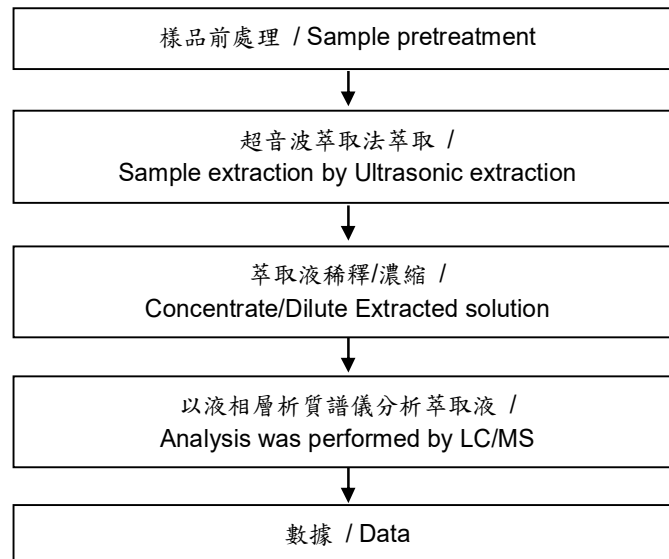 樣品前處理 / Sample pretreatment
超音波萃取法萃取 /
Sample extraction by Ultrasonic extraction
萃取液稀釋/濃縮 /
Concentrate/Dilute Extracted solution
以液相層析質譜儀分析萃取液 /
Analysis was performed by LC/MS
數據 / Data